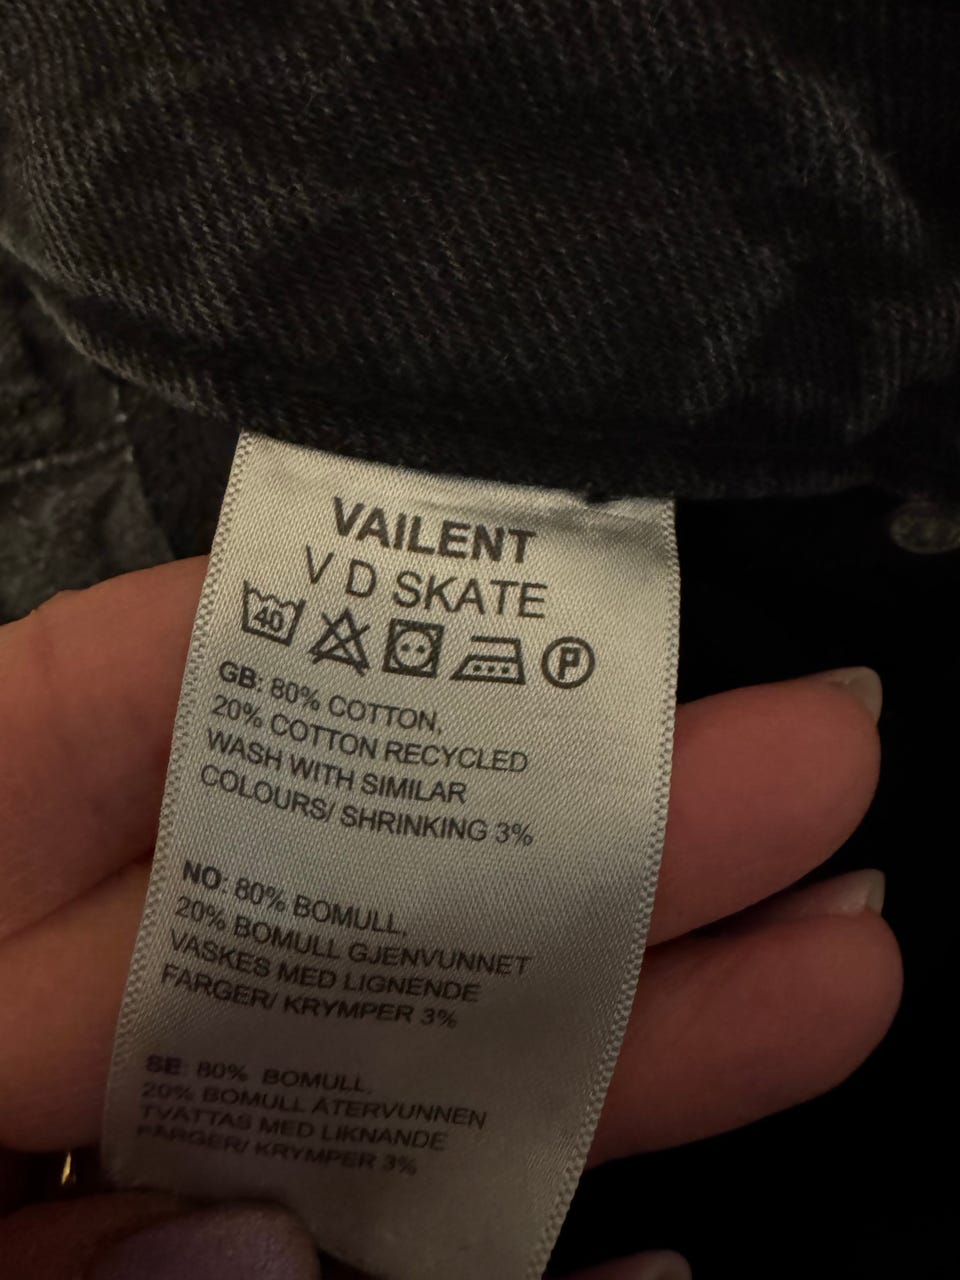 VAILENT
V D SKATE
40 P
GB: 80% COTTON,
20% COTTON RECYCLED
WASH WITH SIMILAR
COLOURS/ SHRINKING 3%
NO: 80% BOMULL,
20% BOMULL GJENVUNNET
VASKES MED LIGNENDE
FARGER/ KRYMPER 3%
SE: 80% BOMULL,
20% BOMULL ÅTERVUNNEN
TVÄTTAS MED LIKNANDE
FÄRGER/ KRYMPER 3%